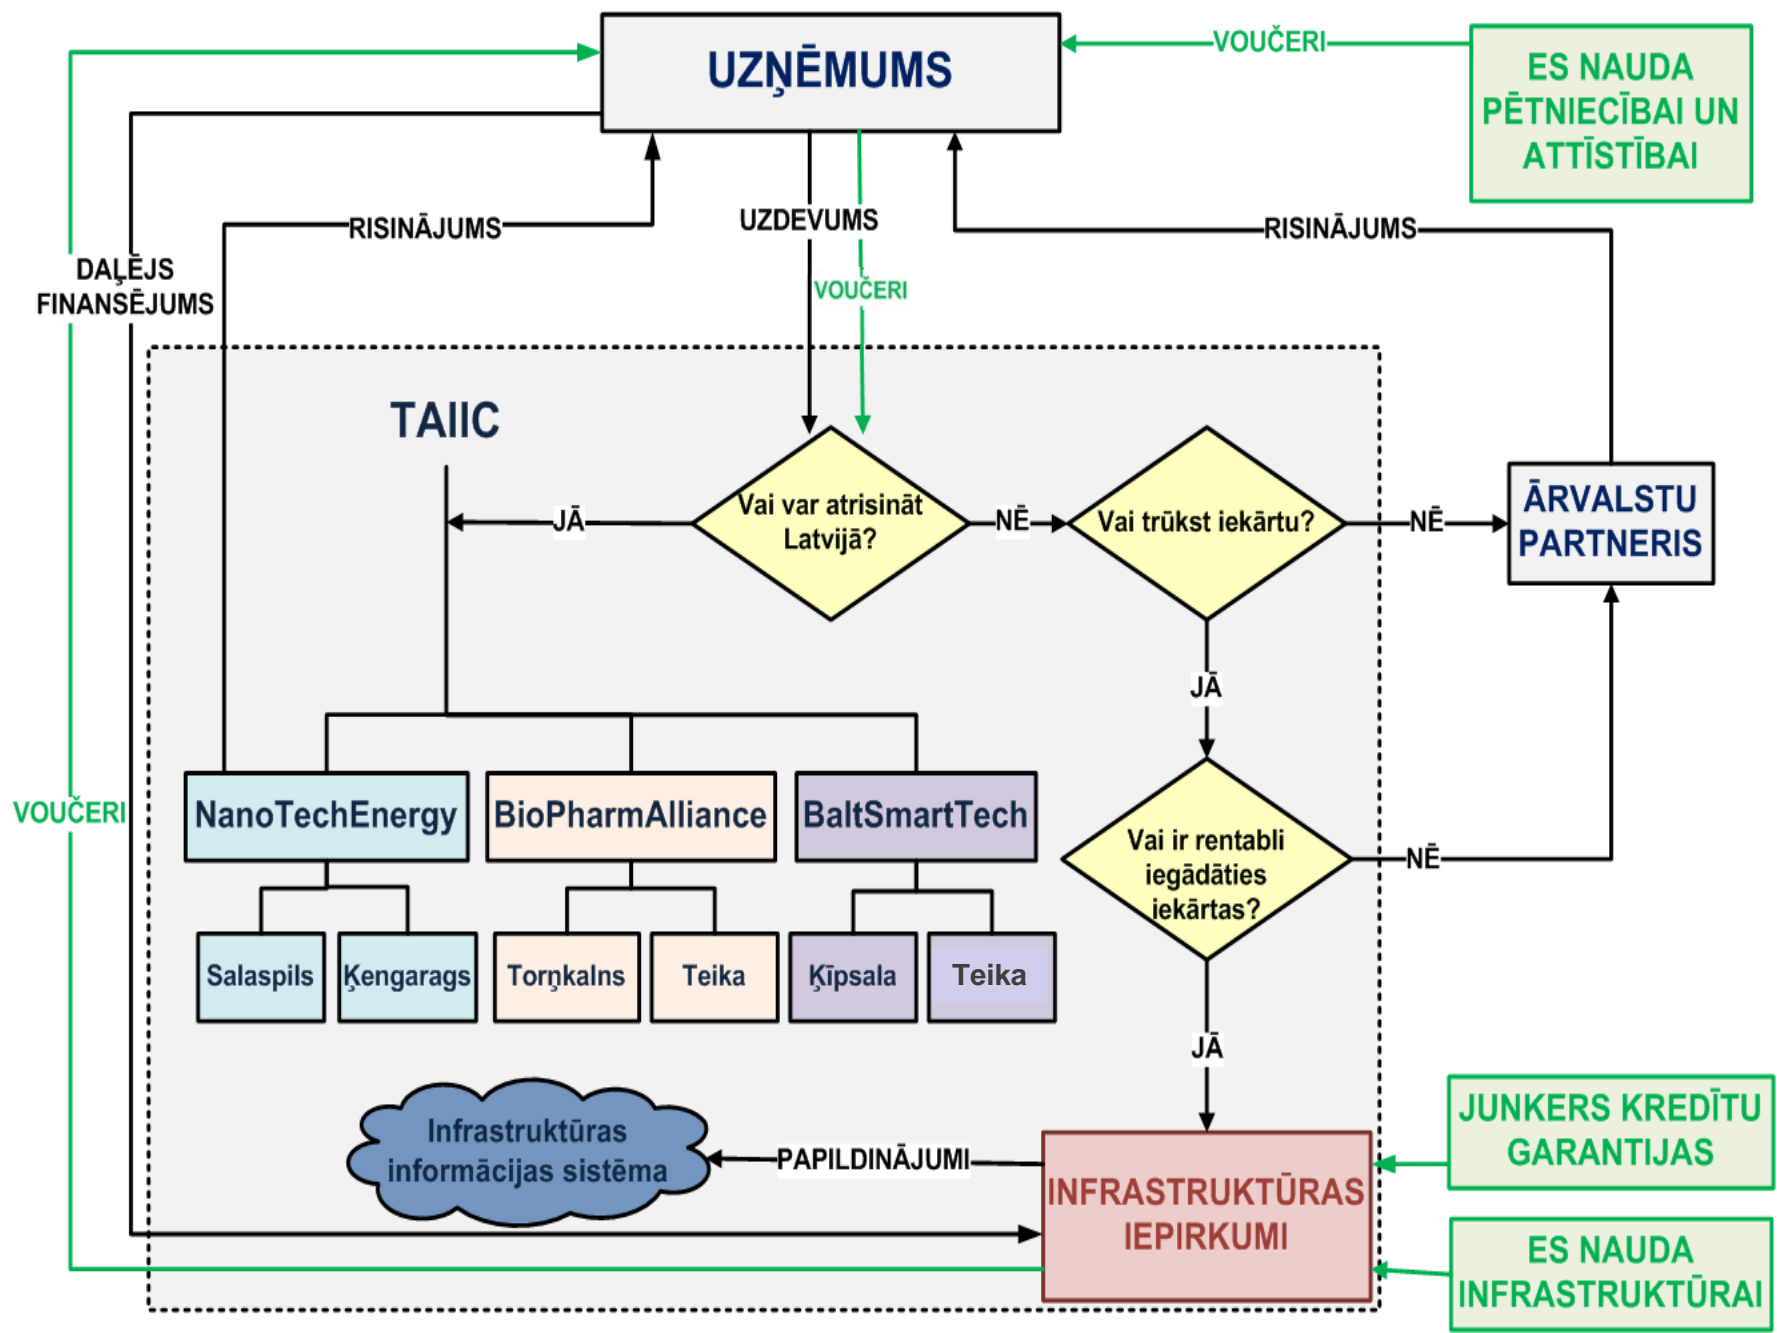 UZŅĒMUMS
VOUČERI
ES NAUDA
PĒTNIECĪBAI UN
ATTĪSTĪBAI
RISINĀJUMS
UZDEVUMS
RISINĀJUMS
DAĻĒJS
FINANSĒJUMS
VOUČERI
TAIIC
Vai var atrisināt
Latvijā?
JĀ
NĒ
Vai trūkst iekārtu?
NĒ
ĀRVALSTU
PARTNERIS
JĀ
VOUČERI
NanoTechEnergy
BioPharmAlliance
BaltSmartTech
Vai ir rentabli
iegādāties
iekārtas?
NĒ
Salaspils
Ķengarags
Torņkalns
Teika
Ķīpsala
Teika
JĀ
Infrastruktūras
informācijas sistēma
PAPILDINĀJUMI
INFRASTRUKTŪRAS
IEPIRKUMI
JUNKERS KREDĪTU
GARANTIJAS
ES NAUDA
INFRASTRUKTŪRAI